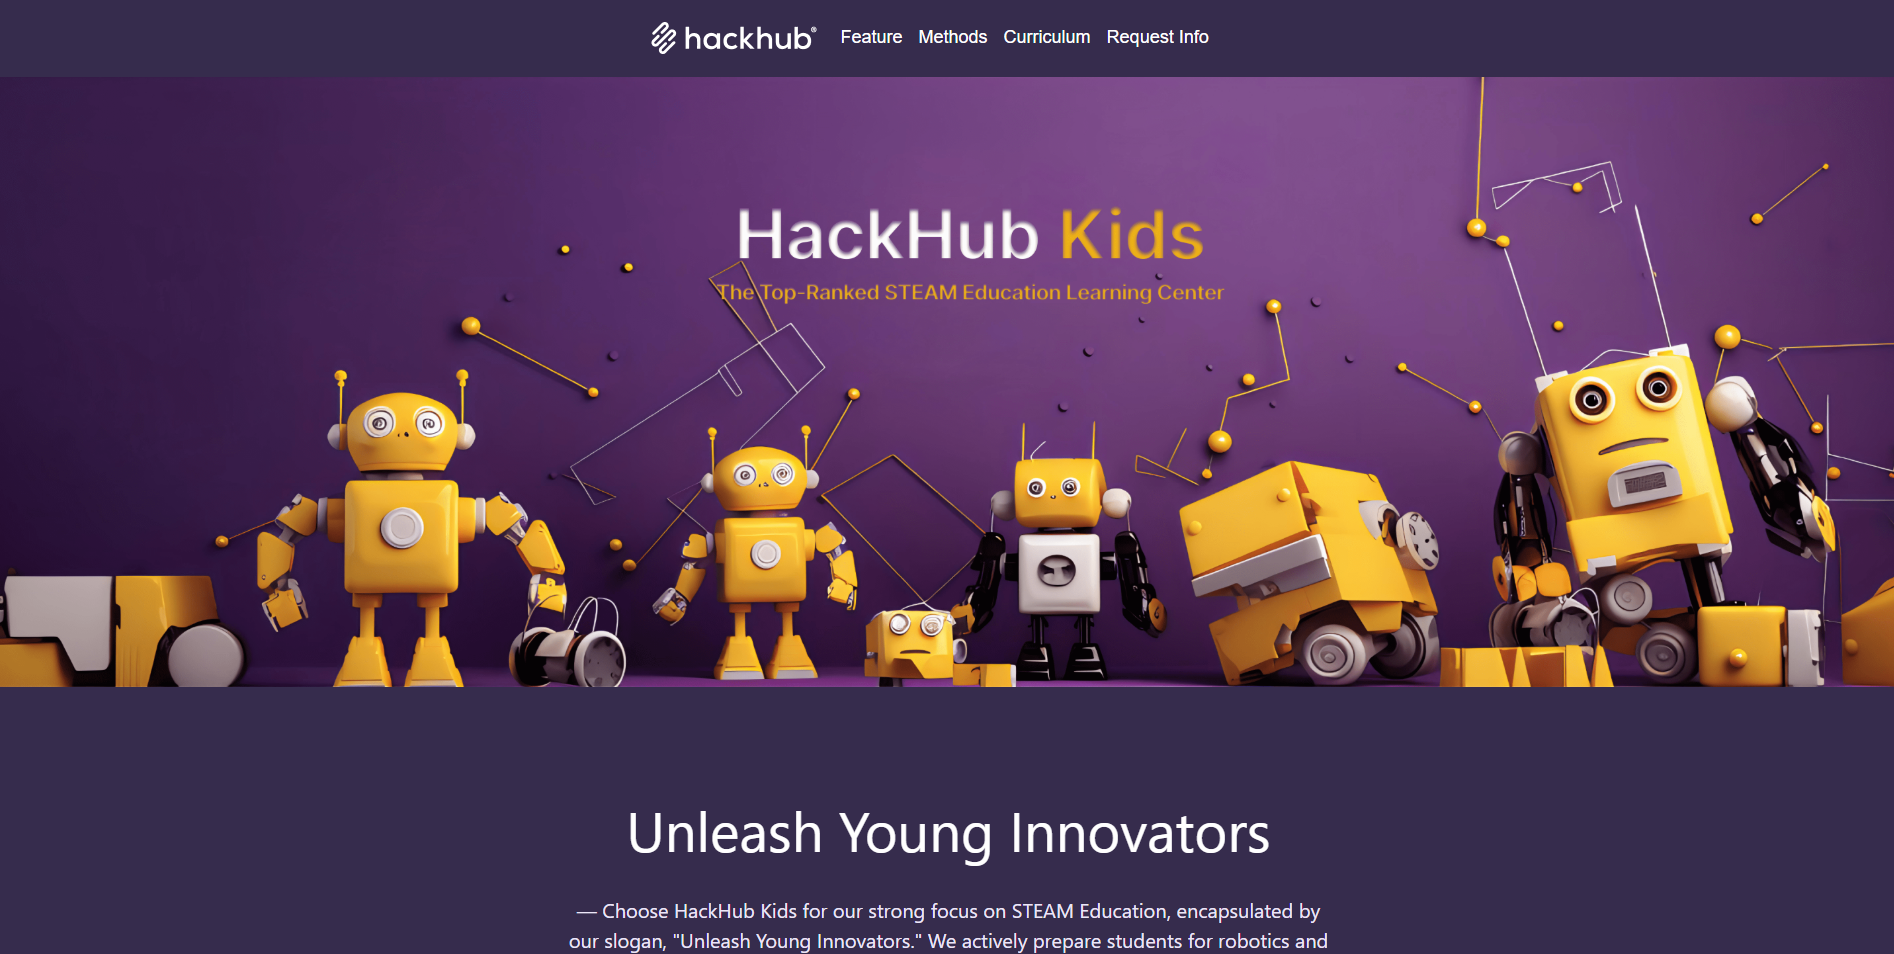 hackhub® Feature Methods Curriculum Request Info
HackHub Kids
The Top-Ranked STEAM Education Learning Center
Unleash Young Innovators
— Choose HackHub Kids for our strong focus on STEAM Education, encapsulated by
our slogan, "Unleash Young Innovators." We actively prepare students for robotics and